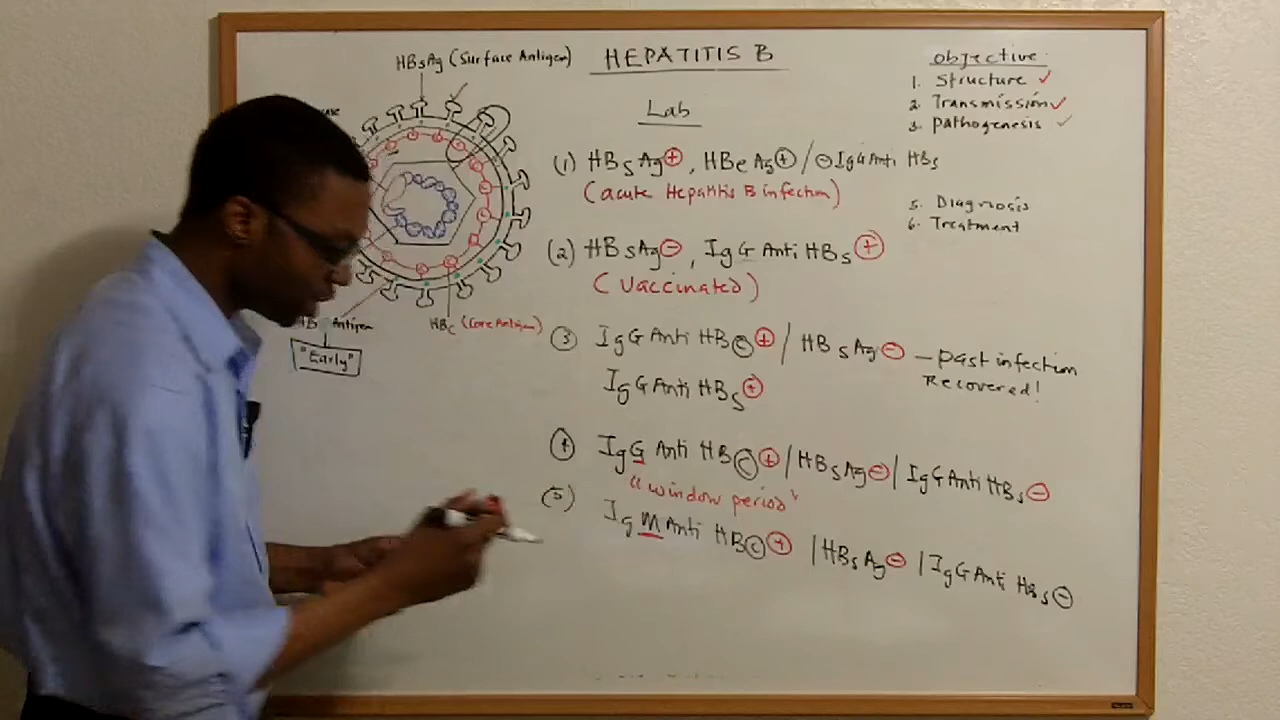 HEPATITIS B
HBsAg (Surface Antigen)
Antigen
"Early"
HBc (Core Antigen)
Lab
(1) HBsAg⊕, HBeAg⊕ / ⊖IgG Anti HBs
(acute Hepatitis B infection)
(2) HBsAg⊖, IgG Anti HBs⊕
(Vaccinated)
③ IgG Anti HBc⊕ / HBsAg⊖ – past infection
Recovered!
IgG Anti HBs⊕
④ IgG Anti HBc⊕ / HBsAg⊖ / IgG Anti HBs⊖
"window period"
(5) IgM Anti HBc⊕ / HBsAg⊖ / IgG Anti HBs⊖
Objective
1. Structure ✓
2. Transmission ✓
3. pathogenesis ✓
5. Diagnosis
6. Treatment